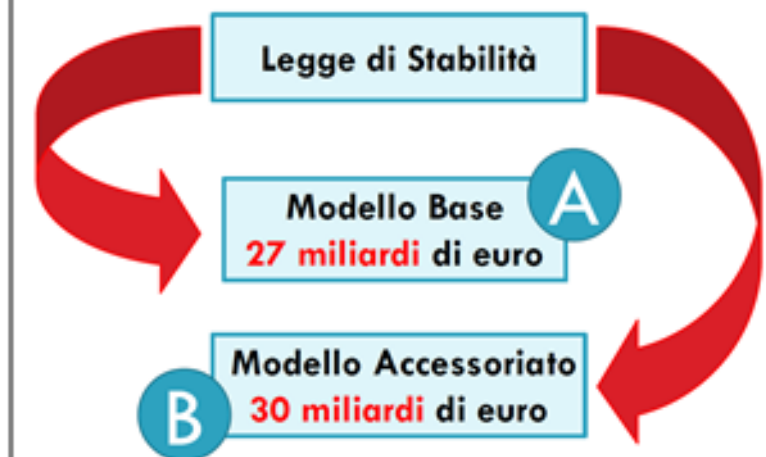 Legge di Stabilità
Modello Base
A
27 miliardi di euro
Modello Accessoriato
B
30 miliardi di euro